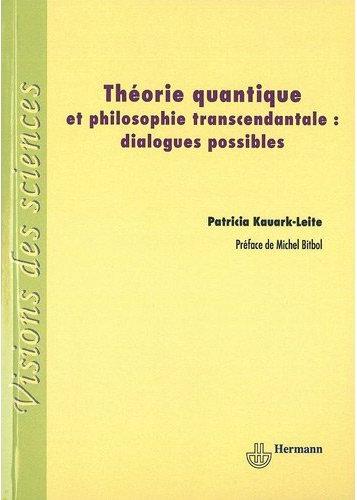 Visions des sciences
Théorie quantique
et philosophie transcendantale :
dialogues possibles
Patricia Kauark-Leite
Préface de Michel Bitbol
Hermann